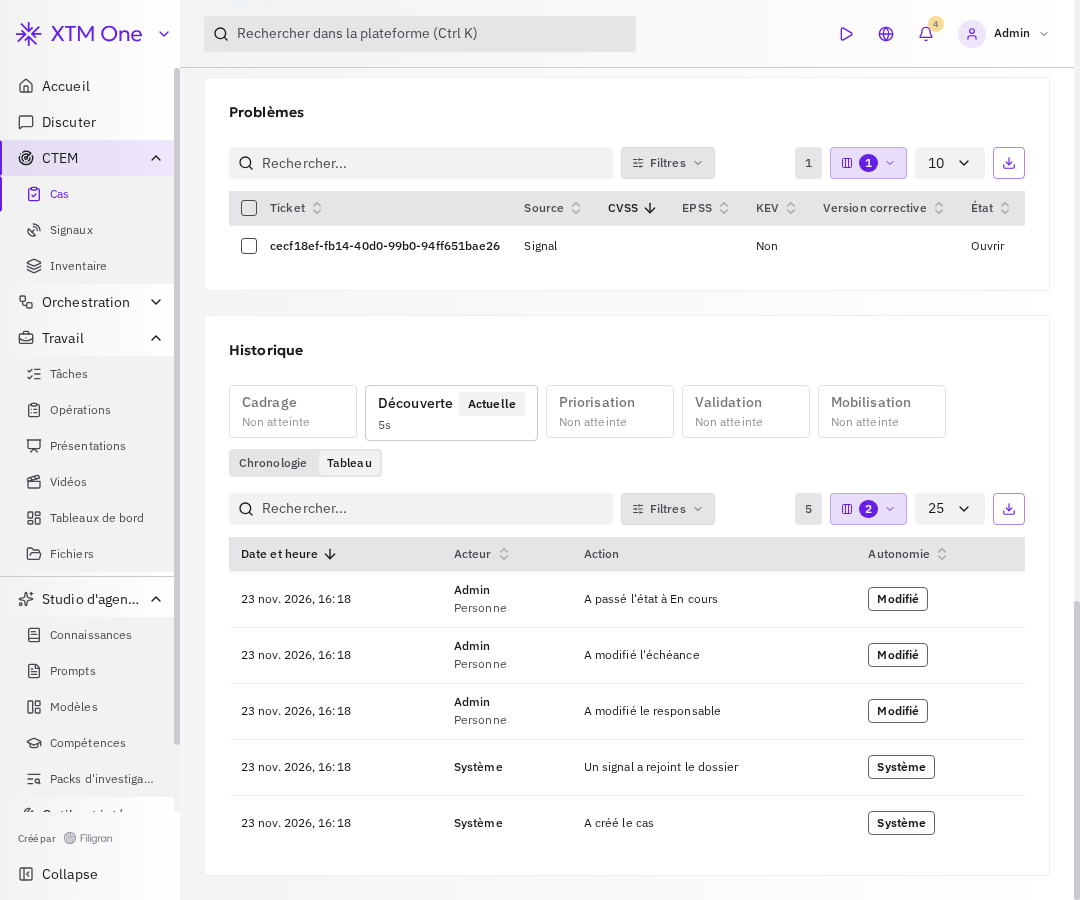 XTM One
Rechercher dans la plateforme (Ctrl K)
4
Admin
Accueil
Discuter
CTEM
Cas
Signaux
Inventaire
Orchestration
Travail
Tâches
Opérations
Présentations
Vidéos
Tableaux de bord
Fichiers
Studio d'agen...
Connaissances
Prompts
Modèles
Compétences
Packs d'investiga...
Créé par Filigran
Collapse
Problèmes
Rechercher...
Filtres
1
1
10
Ticket Source CVSS EPSS KEV Version corrective État
cecf18ef-fb14-40d0-99b0-94ff651bae26 Signal Non Ouvrir
Historique
Cadrage
Non atteinte
Découverte Actuelle
5s
Priorisation
Non atteinte
Validation
Non atteinte
Mobilisation
Non atteinte
Chronologie Tableau
Rechercher...
Filtres
5
2
25
Date et heure Acteur Action Autonomie
23 nov. 2026, 16:18 Admin Personne A passé l'état à En cours Modifié
23 nov. 2026, 16:18 Admin Personne A modifié l'échéance Modifié
23 nov. 2026, 16:18 Admin Personne A modifié le responsable Modifié
23 nov. 2026, 16:18 Système Un signal a rejoint le dossier Système
23 nov. 2026, 16:18 Système A créé le cas Système